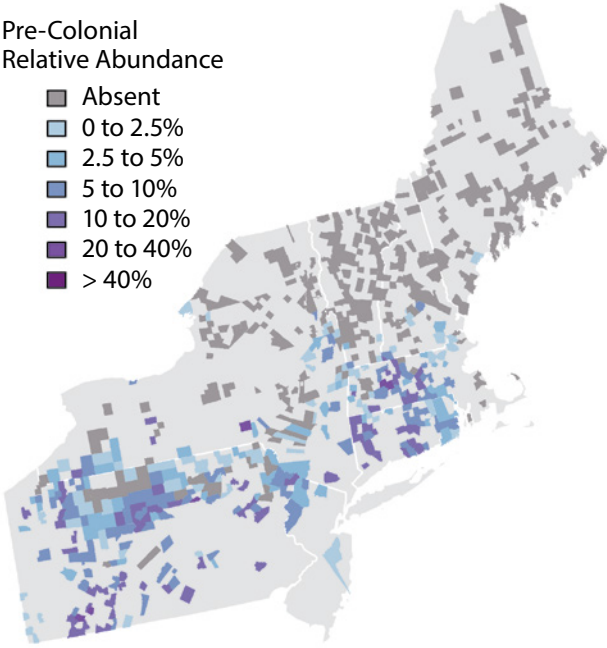 Pre-Colonial
Relative Abundance
Absent
0 to 2.5%
2.5 to 5%
5 to 10%
10 to 20%
20 to 40%
> 40%